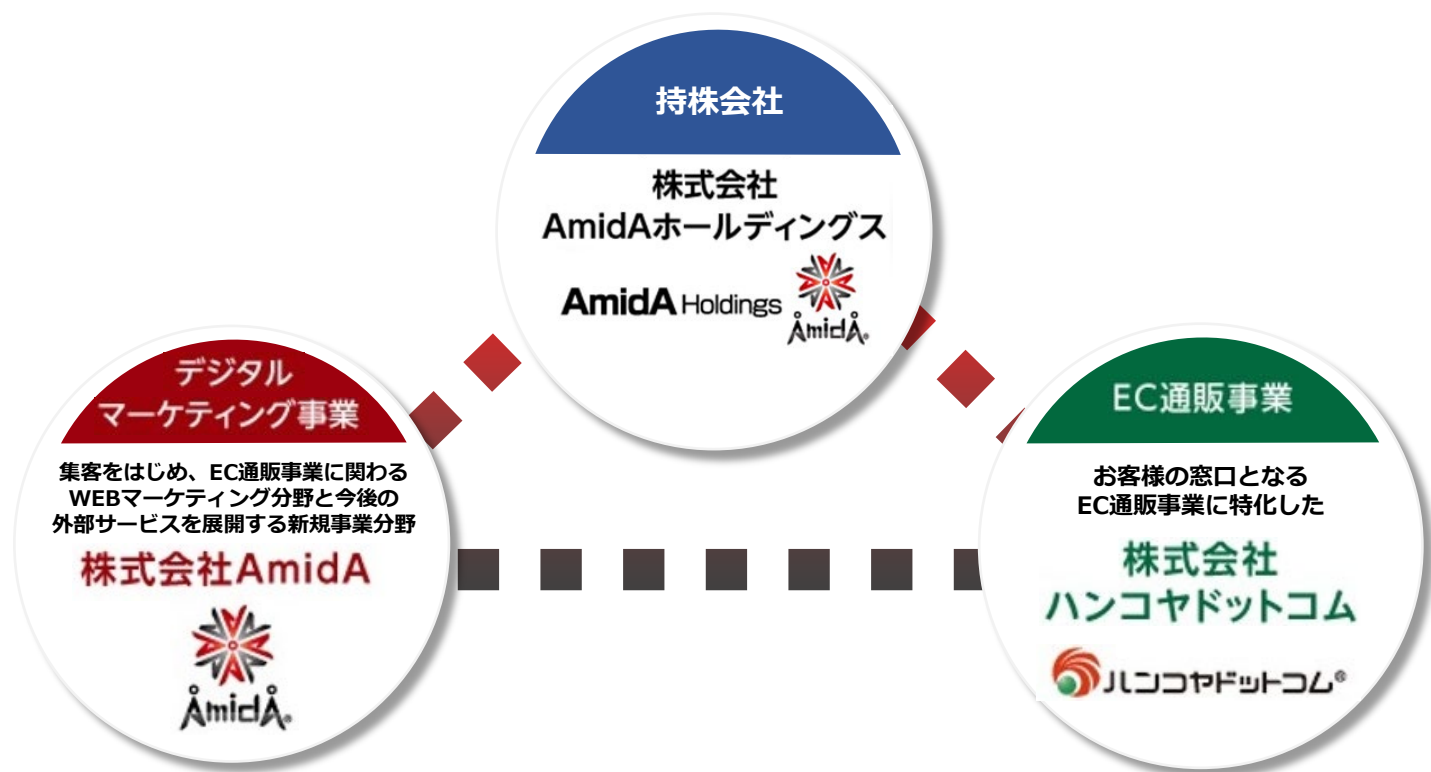 持株会社
株式会社
AmidAホールディングス
AmidA Holdings
ÅmidÅ®
デジタル
マーケティング事業
集客をはじめ、EC通販事業に関わる
WEBマーケティング分野と今後の
外部サービスを展開する新規事業分野
株式会社AmidA
ÅmidÅ®
EC通販事業
お客様の窓口となる
EC通販事業に特化した
株式会社
ハンコヤドットコム
ハンコヤドットコム®